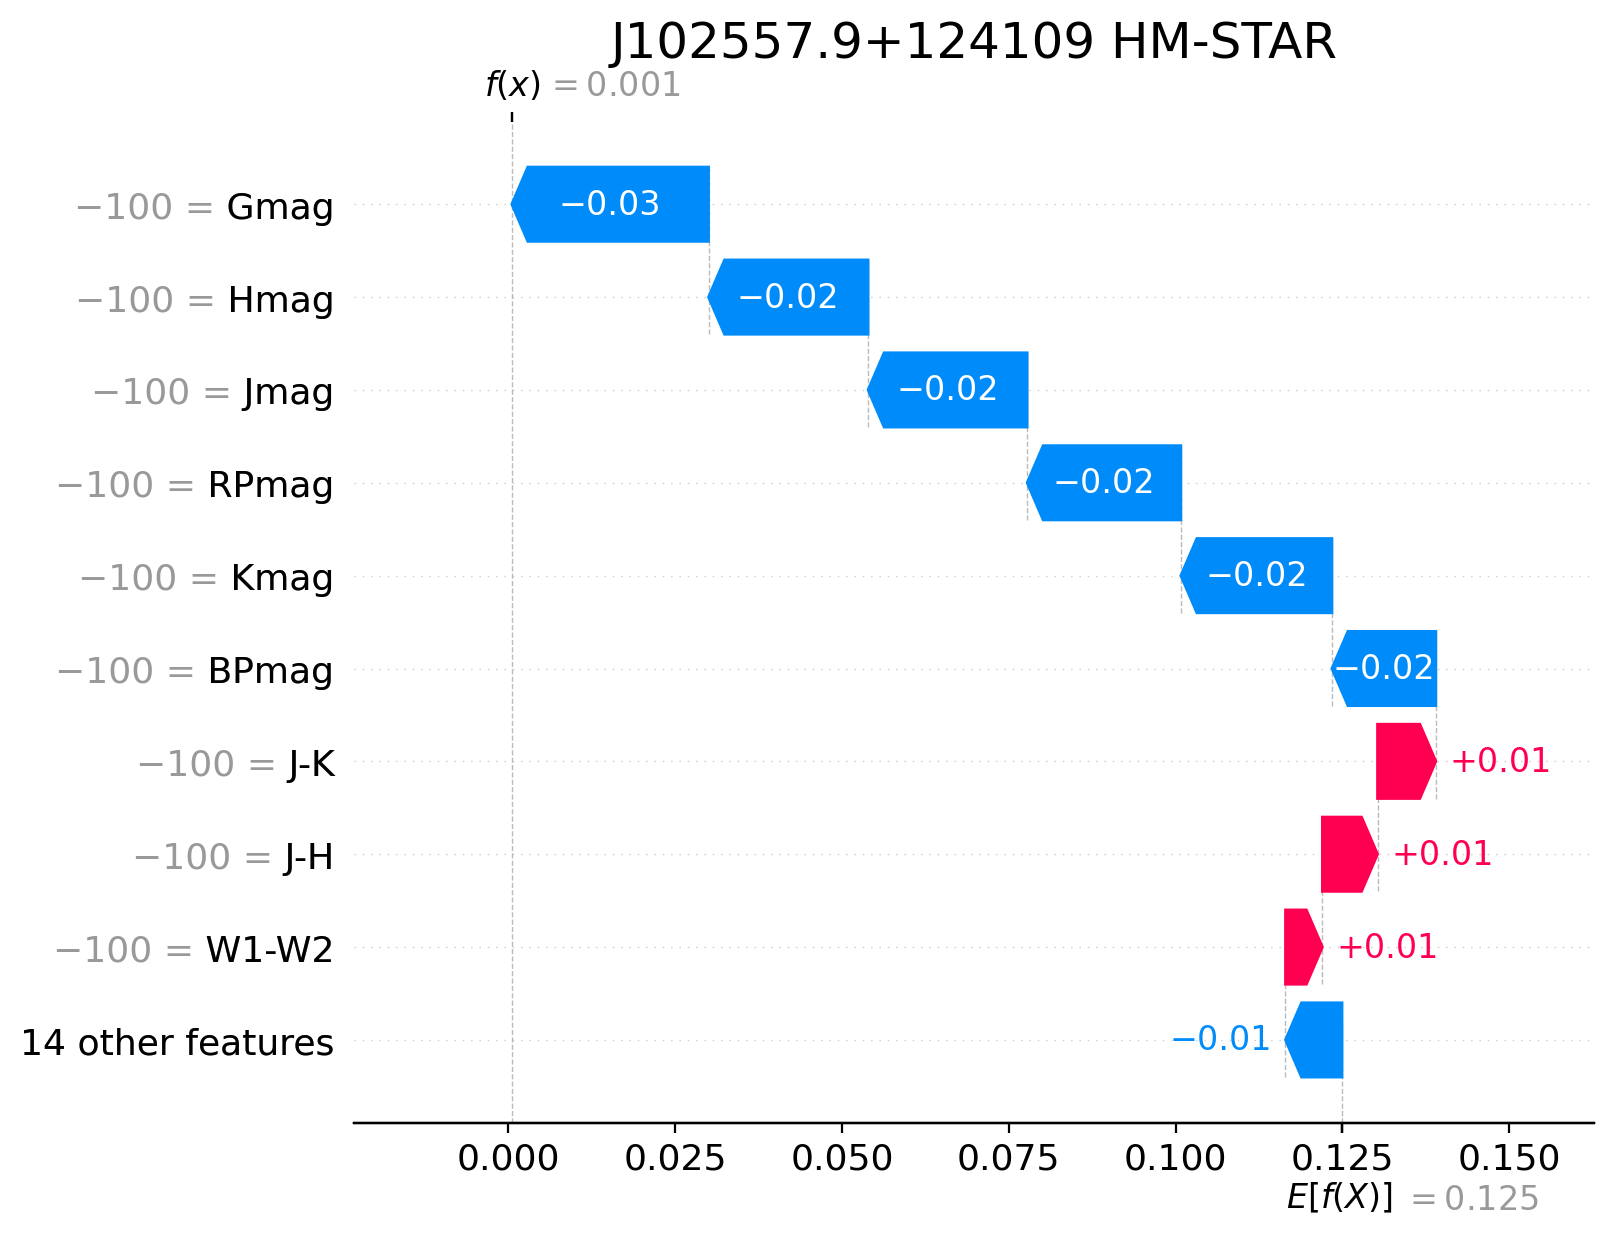 J102557.9+124109 HM-STAR
f(x) = 0.001
−100 = Gmag −0.03
−100 = Hmag −0.02
−100 = Jmag −0.02
−100 = RPmag −0.02
−100 = Kmag −0.02
−100 = BPmag −0.02
−100 = J-K +0.01
−100 = J-H +0.01
−100 = W1-W2 +0.01
14 other features −0.01
0.000 0.025 0.050 0.075 0.100 0.125 0.150
E[f(X)] = 0.125